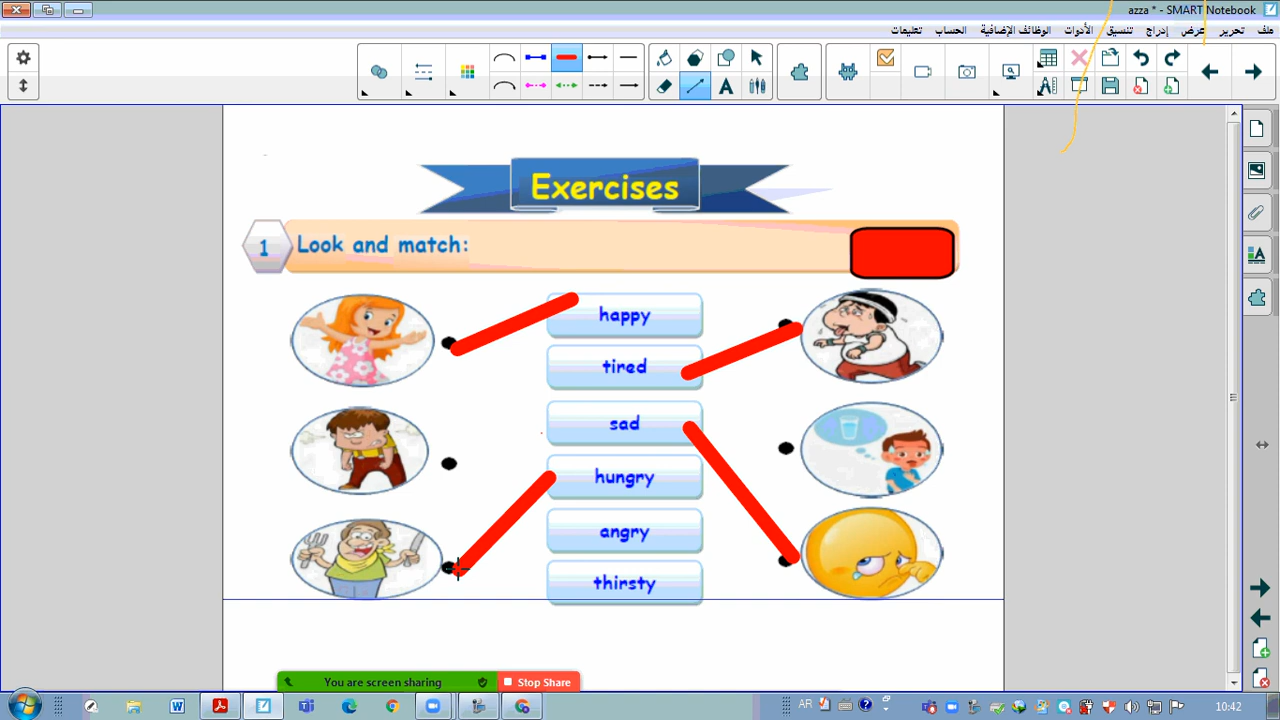 azza * - SMART Notebook
ملف تحرير عرض إدراج تنسيق الأدوات الوظائف الإضافية الحساب تعليمات
Exercises
1 Look and match:
happy
tired
sad
hungry
angry
thirsty
You are screen sharing Stop Share
AR 10:42